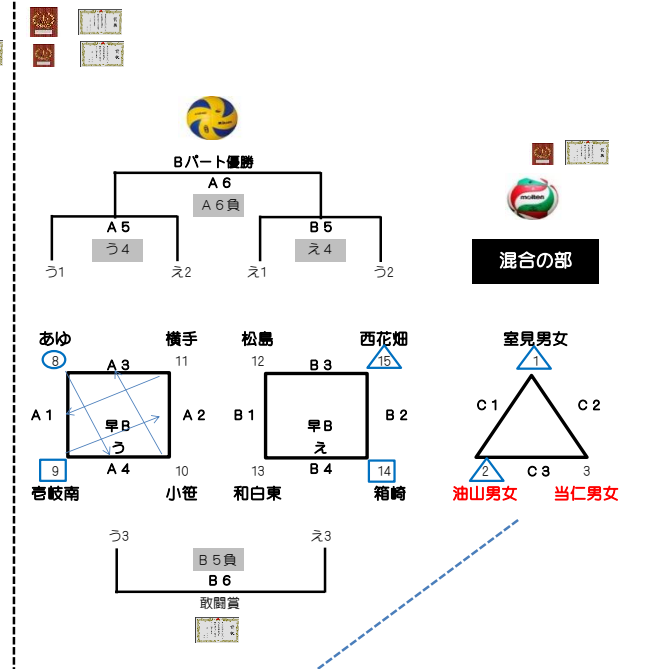 Bパート優勝
A6
A6負
A5
B5
う4
え4
う1
え2
え1
う2
molten
混合の部
あゆ
横手
松島
西花畑
室見男女
8
A3
11
12
B3
15
1
A1
A2
B1
B2
C1
C2
早B
う
早B
え
9
A4
10
13
B4
14
2
C3
3
壱岐南
小笹
和白東
箱崎
油山男女
当仁男女
う3
え3
B5負
B6
敢闘賞